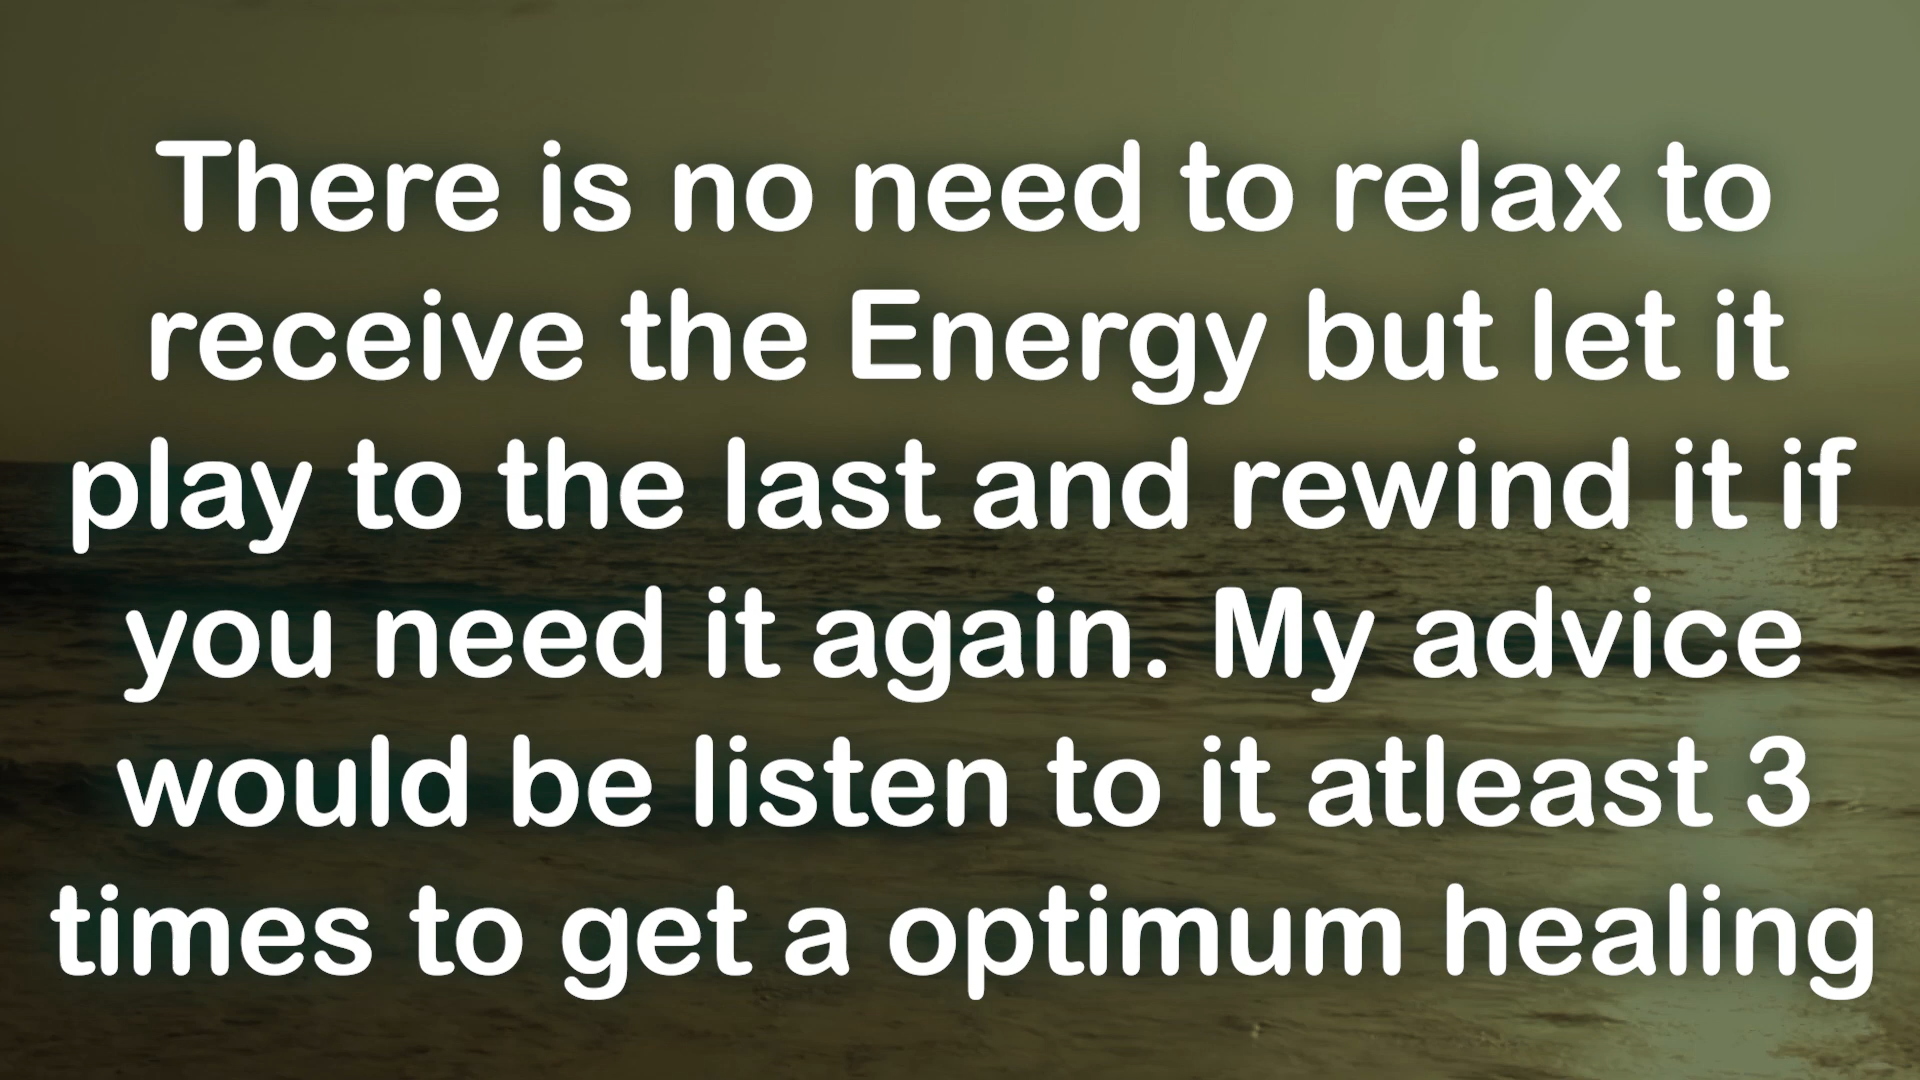 There is no need to relax to
receive the Energy but let it
play to the last and rewind it if
you need it again. My advice
would be listen to it atleast 3
times to get a optimum healing